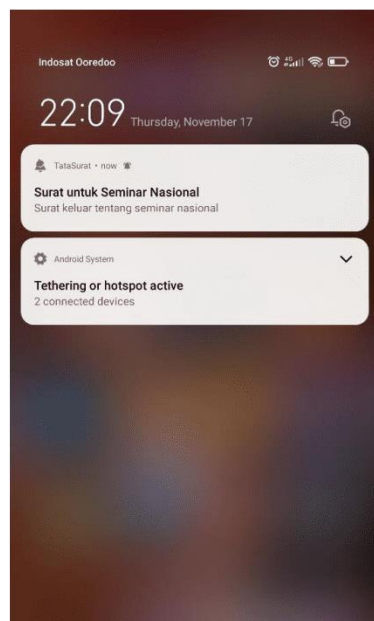 Indosat Ooredoo
4G
22:09 Thursday, November 17
TataSurat • now
Surat untuk Seminar Nasional
Surat keluar tentang seminar nasional
Android System
Tethering or hotspot active
2 connected devices